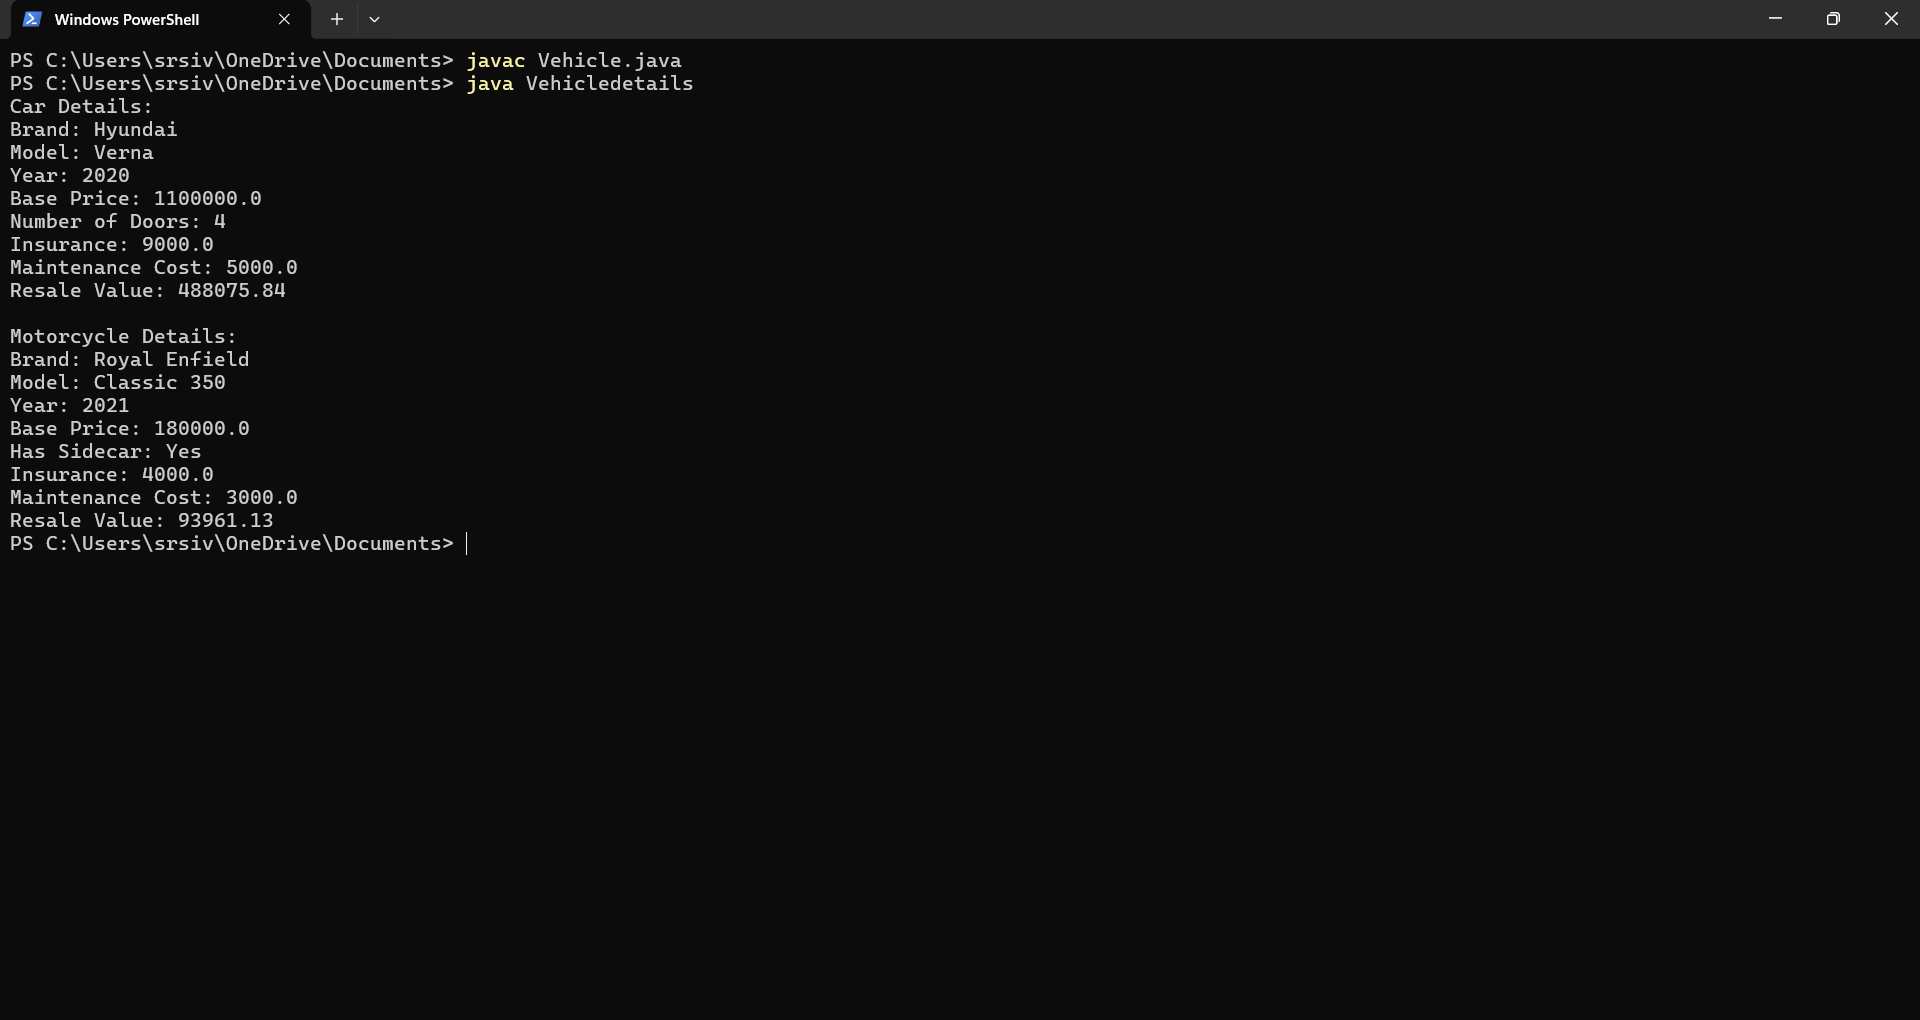 Windows PowerShell
PS C:\Users\srsiv\OneDrive\Documents> javac Vehicle.java
PS C:\Users\srsiv\OneDrive\Documents> java Vehicledetails
Car Details:
Brand: Hyundai
Model: Verna
Year: 2020
Base Price: 1100000.0
Number of Doors: 4
Insurance: 9000.0
Maintenance Cost: 5000.0
Resale Value: 488075.84
Motorcycle Details:
Brand: Royal Enfield
Model: Classic 350
Year: 2021
Base Price: 180000.0
Has Sidecar: Yes
Insurance: 4000.0
Maintenance Cost: 3000.0
Resale Value: 93961.13
PS C:\Users\srsiv\OneDrive\Documents>